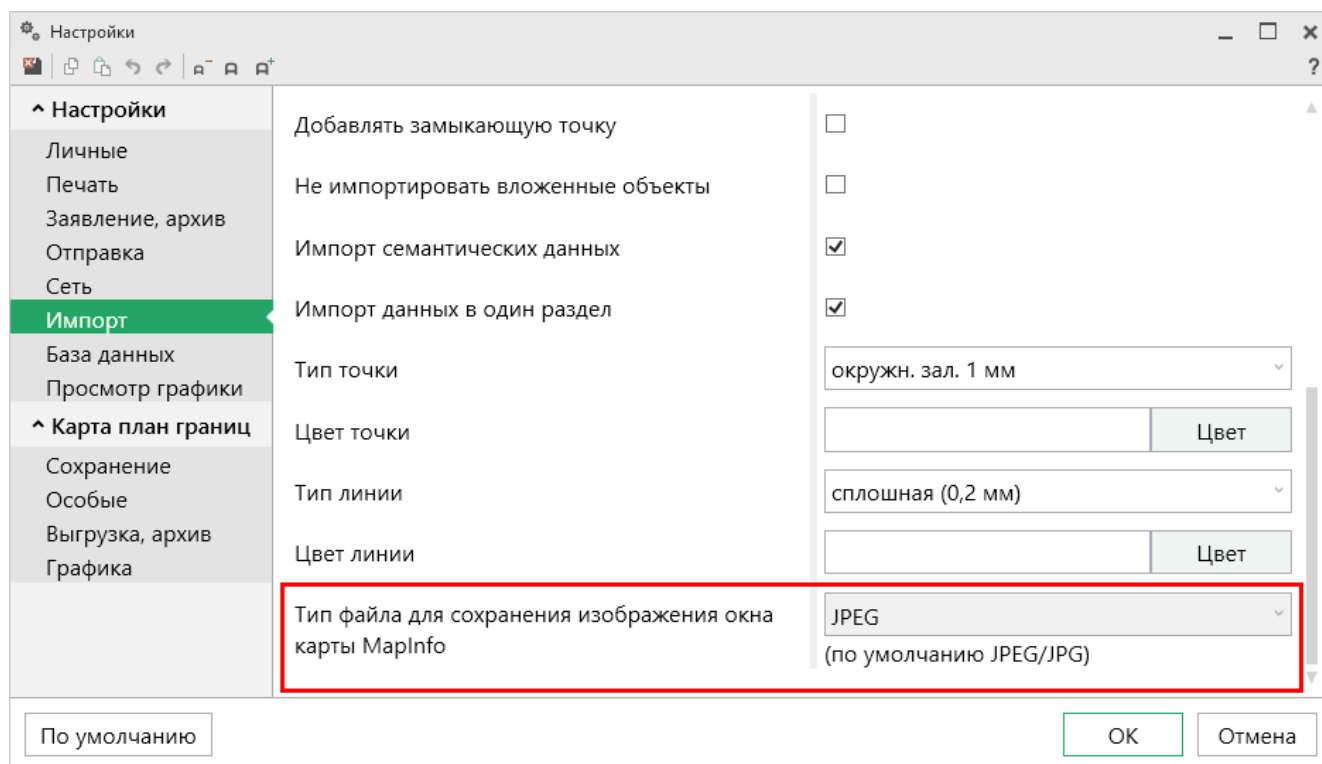 Настройки
?
Настройки
Личные
Печать
Заявление, архив
Отправка
Сеть
Импорт
База данных
Просмотр графики
Карта план границ
Сохранение
Особые
Выгрузка, архив
Графика
Добавлять замыкающую точку
Не импортировать вложенные объекты
Импорт семантических данных
Импорт данных в один раздел
Тип точки
окружн. зал. 1 мм
Цвет точки
Цвет
Тип линии
сплошная (0,2 мм)
Цвет линии
Цвет
Тип файла для сохранения изображения окна
карты MapInfo
JPEG
(по умолчанию JPEG/JPG)
По умолчанию
ОК
Отмена